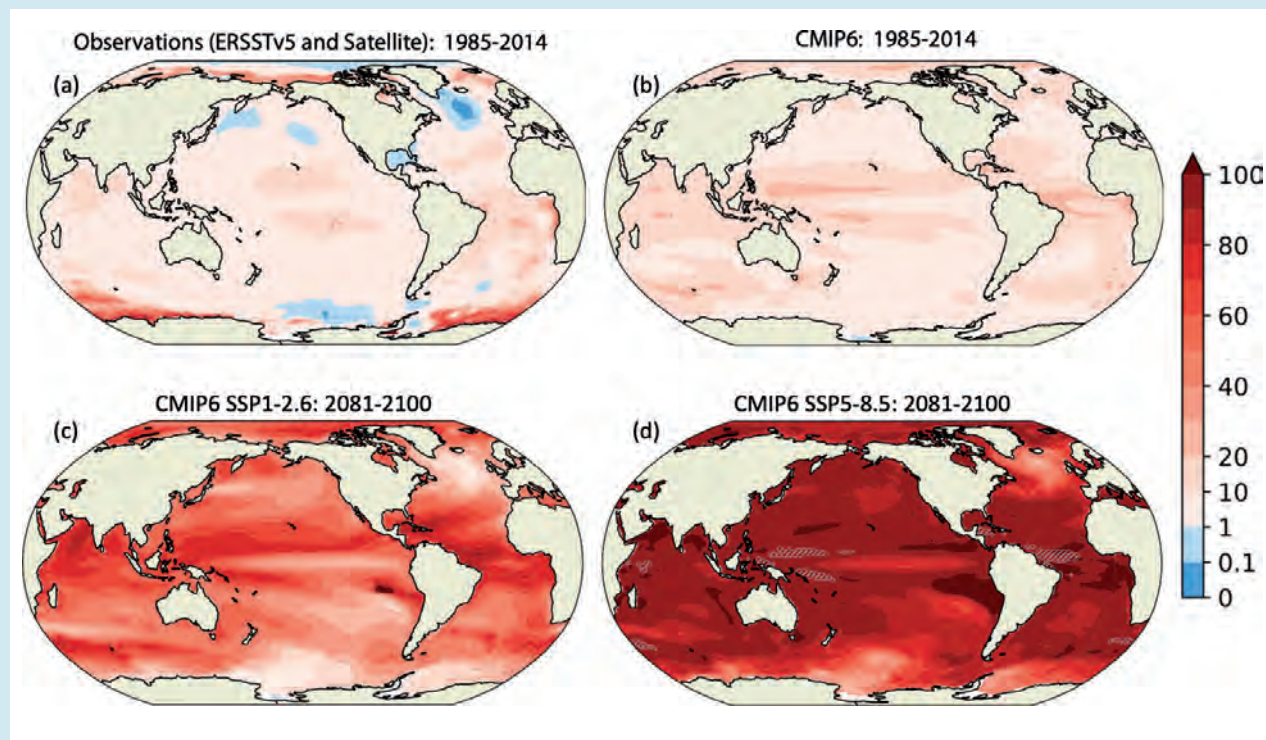 Observations (ERSSTv5 and Satellite): 1985-2014
CMIP6: 1985-2014
(a)
(b)
100
80
60
40
20
10
1
0.1
0
CMIP6 SSP1-2.6: 2081-2100
CMIP6 SSP5-8.5: 2081-2100
(c)
(d)